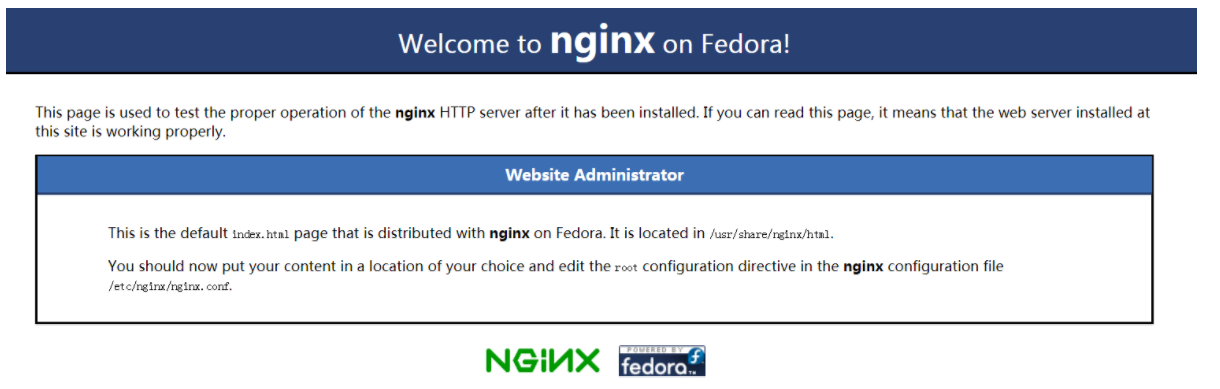 Welcome to nginx on Fedora!
This page is used to test the proper operation of the nginx HTTP server after it has been installed. If you can read this page, it means that the web server installed at
this site is working properly.
Website Administrator
This is the default index.html page that is distributed with nginx on Fedora. It is located in /usr/share/nginx/html.
You should now put your content in a location of your choice and edit the root configuration directive in the nginx configuration file
/etc/nginx/nginx.conf.
NGINX POWERED BY
fedora™